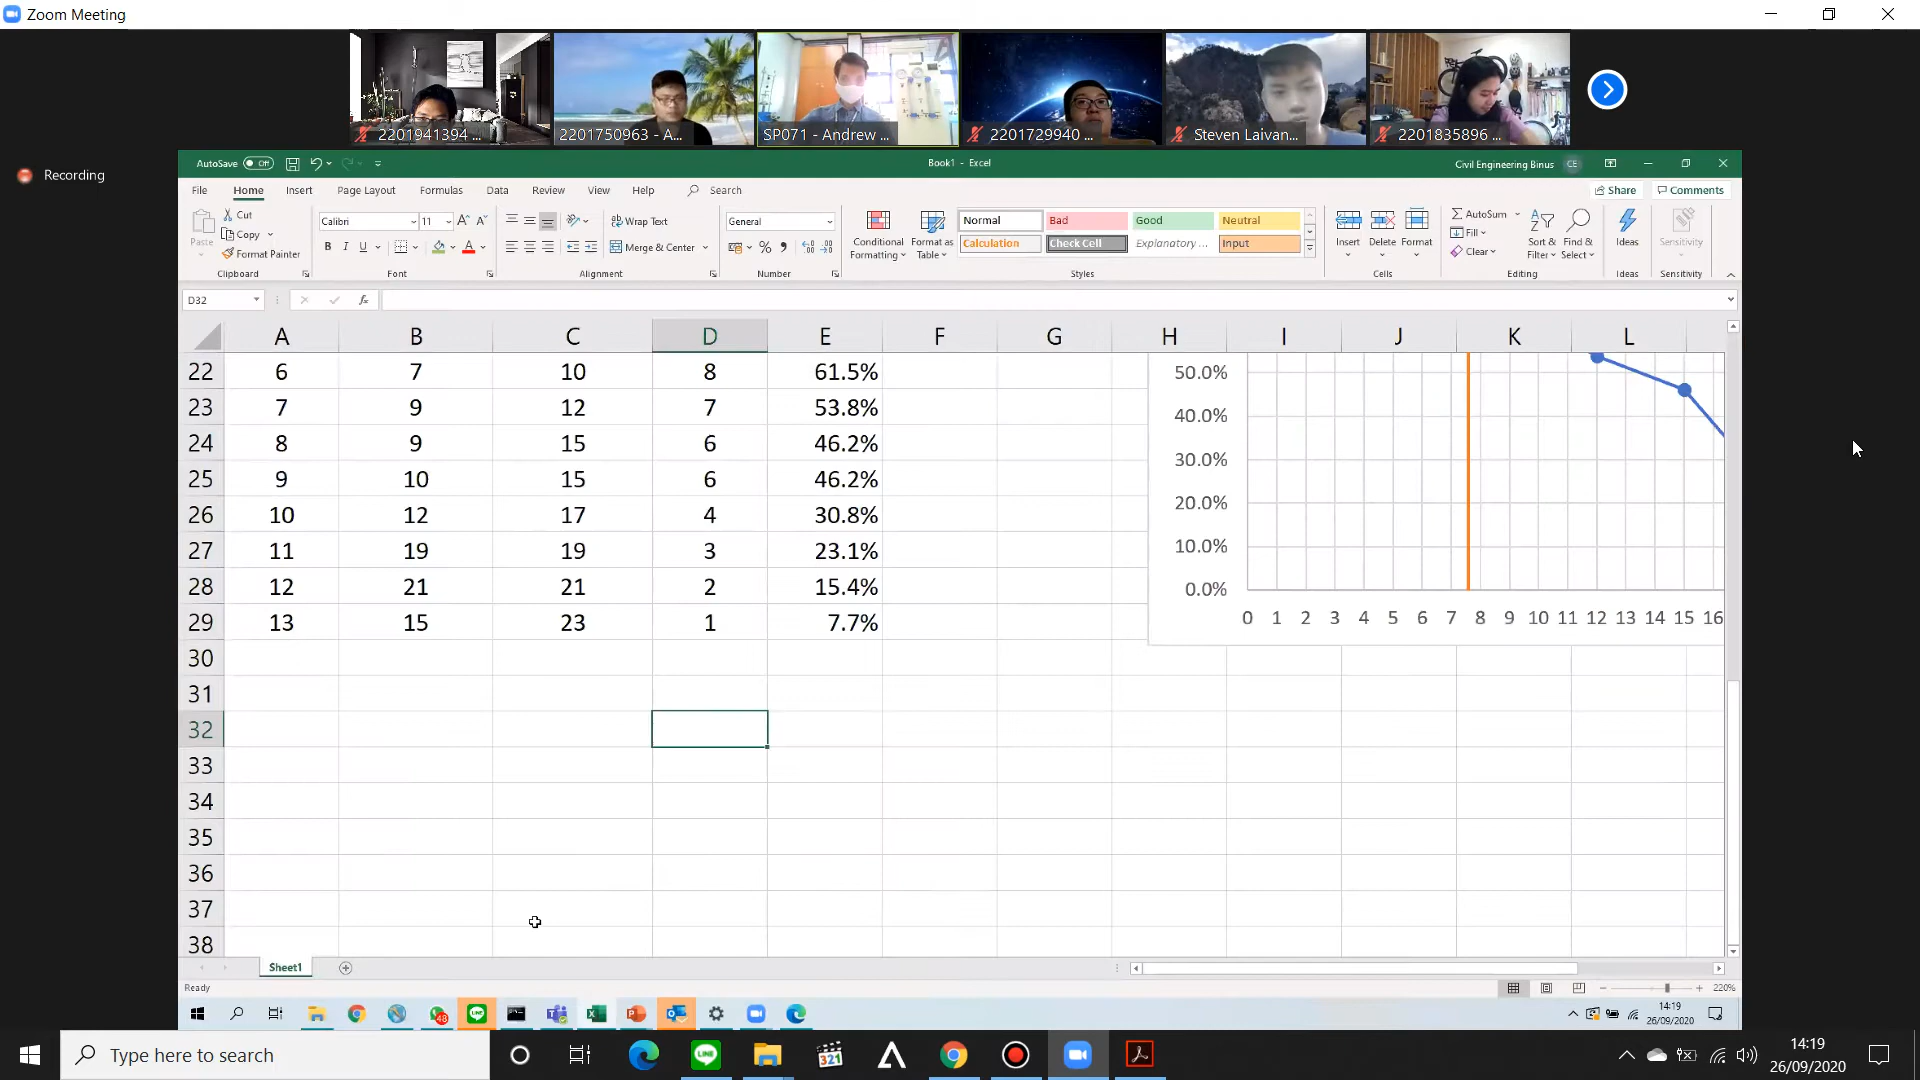 Zoom Meeting
2201941394 ...
2201750963 - A...
SP071 - Andrew ...
2201729940 ...
Steven Laivan...
2201835896 ...
Recording
AutoSave Off
Book1 - Excel
Civil Engineering Binus CE
File Home Insert Page Layout Formulas Data Review View Help Search
Share Comments
Paste
Cut
Copy
Format Painter
Calibri 11
B I U
Wrap Text
Merge & Center
General
Conditional Formatting
Format as Table
Normal Bad Good Neutral
Calculation Check Cell Explanatory ... Input
Insert Delete Format
AutoSum
Fill
Clear
Sort & Filter
Find & Select
Ideas
Sensitivity
Clipboard Font Alignment Number Styles Cells Editing Ideas Sensitivity
D32 fx
A B C D E F G H I J K L
22 6 7 10 8 61.5%
23 7 9 12 7 53.8%
24 8 9 15 6 46.2%
25 9 10 15 6 46.2%
26 10 12 17 4 30.8%
27 11 19 19 3 23.1%
28 12 21 21 2 15.4%
29 13 15 23 1 7.7%
30
31
32
33
34
35
36
37
38
50.0%
40.0%
30.0%
20.0%
10.0%
0.0%
0 1 2 3 4 5 6 7 8 9 10 11 12 13 14 15 16
Sheet1
Ready
220%
14:19
26/09/2020
Type here to search
14:19
26/09/2020